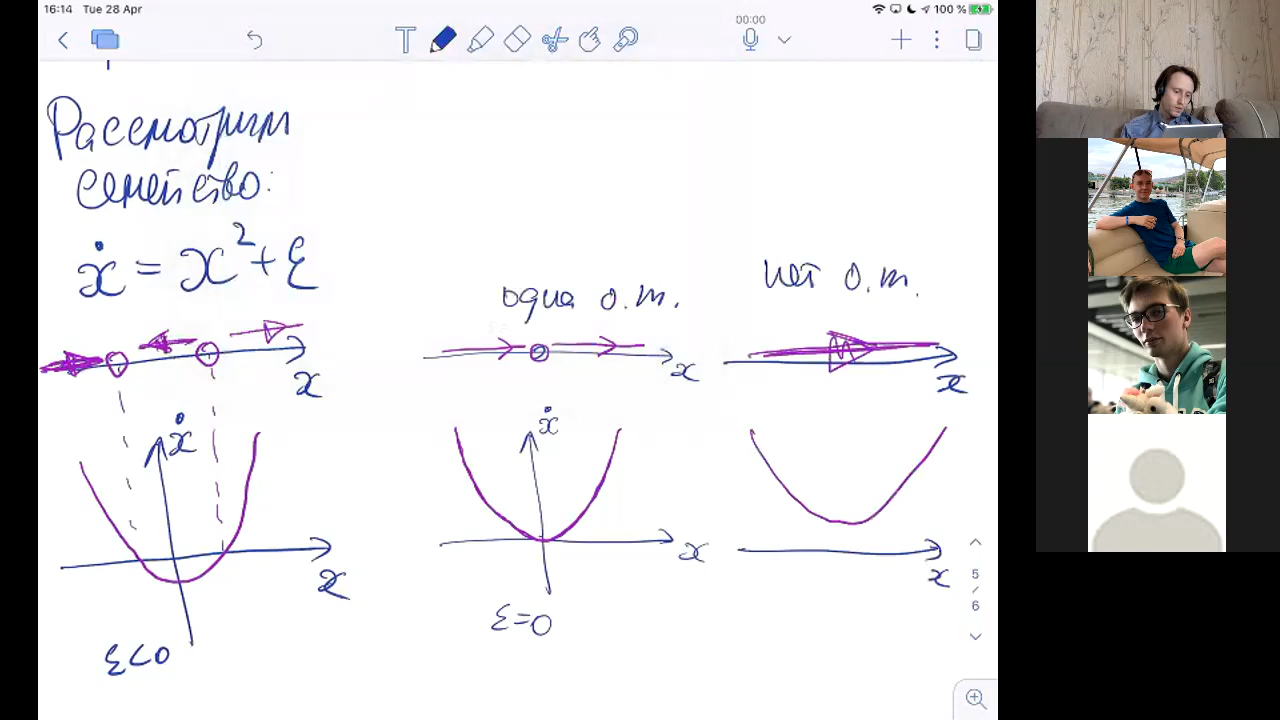 16:14 Tue 28 Apr
100 %
00:00
T
Рассмотрим
семейство:
ẋ = x² + ε
одна о.т.
нет о.т.
x
x
x
ẋ
ẋ
x
x
x
ε<0
ε=0
5
/
6